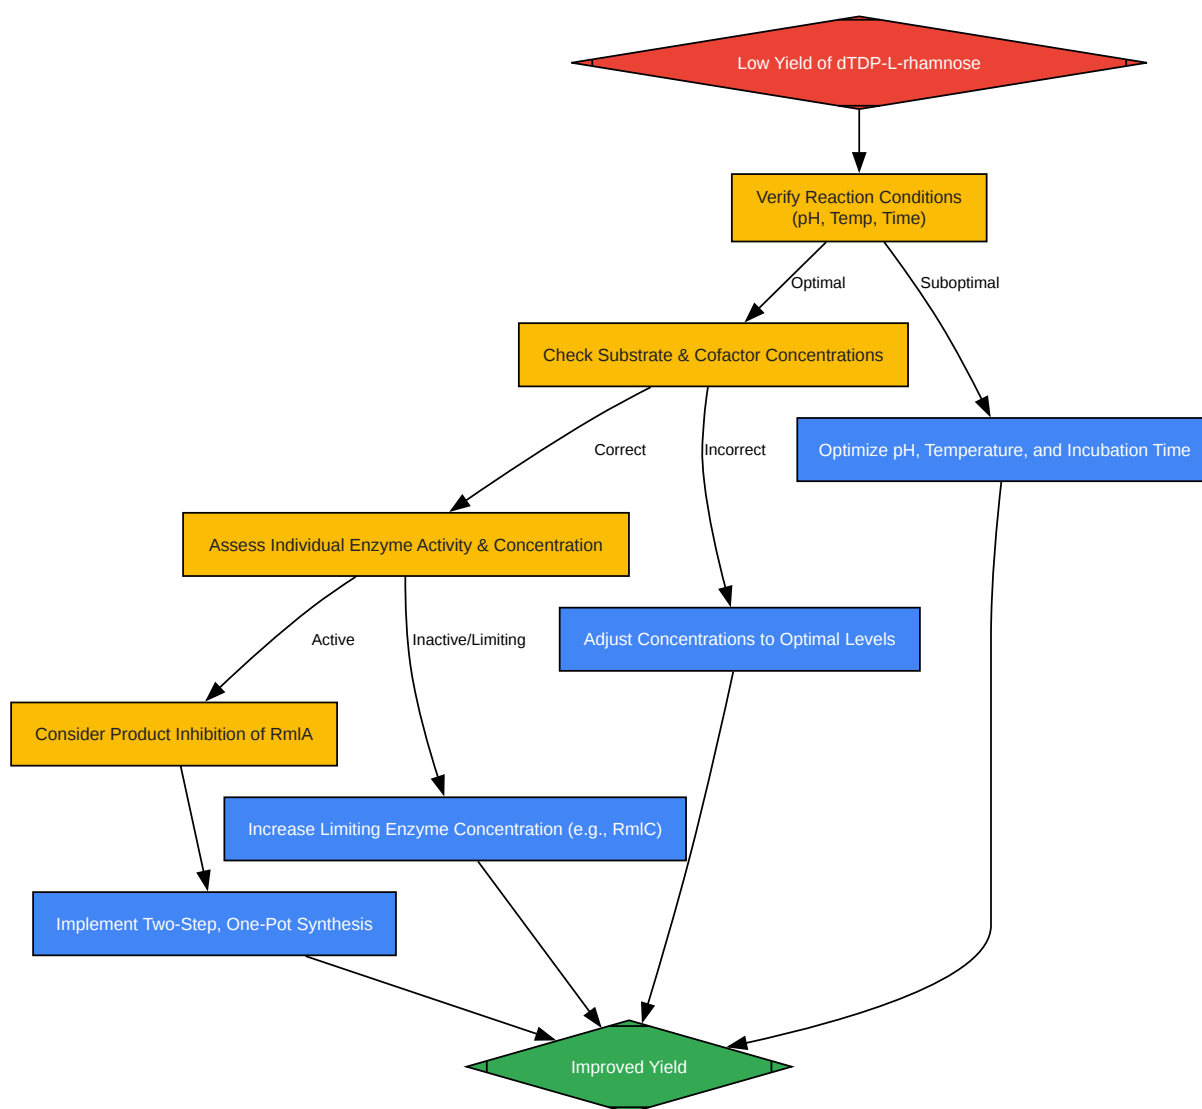 Low Yield of dTDP-L-rhamnose
Verify Reaction Conditions
(pH, Temp, Time)
Optimal
Suboptimal
Check Substrate & Cofactor Concentrations
Correct
Incorrect
Optimize pH, Temperature, and Incubation Time
Assess Individual Enzyme Activity & Concentration
Active
Inactive/Limiting
Adjust Concentrations to Optimal Levels
Consider Product Inhibition of RmlA
Increase Limiting Enzyme Concentration (e.g., RmlC)
Implement Two-Step, One-Pot Synthesis
Improved Yield